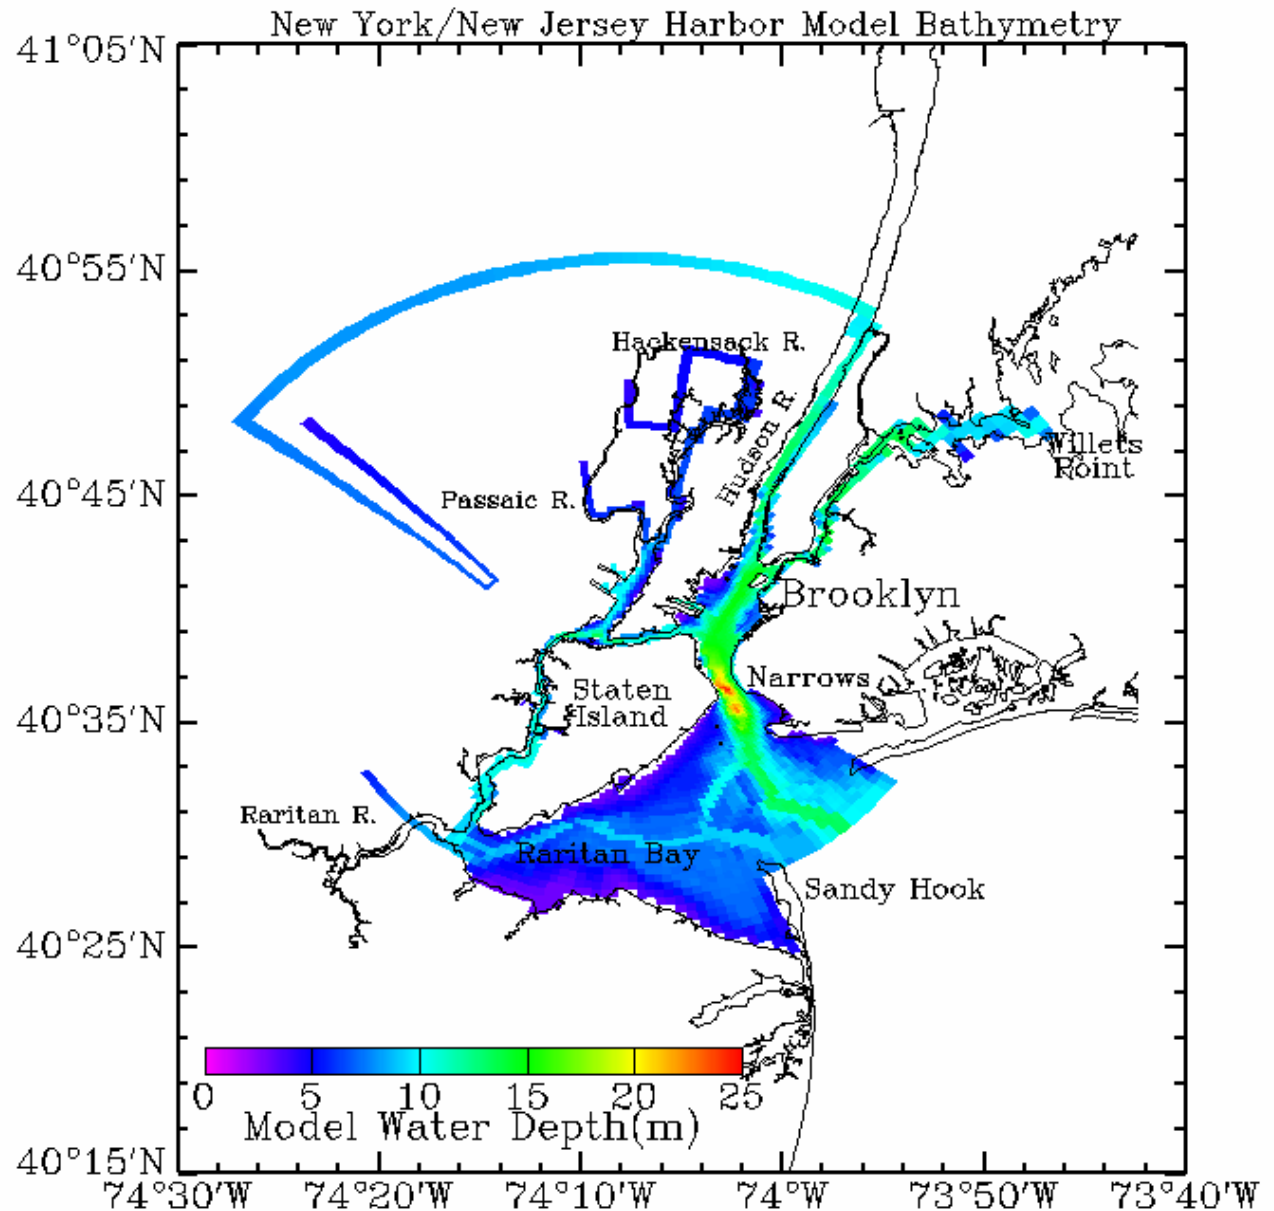 New York/New Jersey Harbor Model Bathymetry
41°05'N
40°55'N
Hackensack R.
Hudson R.
Willets
Point
40°45'N
Passaic R.
Brooklyn
Narrows
Staten
Island
40°35'N
Raritan R.
Raritan Bay
Sandy Hook
40°25'N
0 5 10 15 20 25
Model Water Depth(m)
40°15'N
74°30'W 74°20'W 74°10'W 74°W 73°50'W 73°40'W